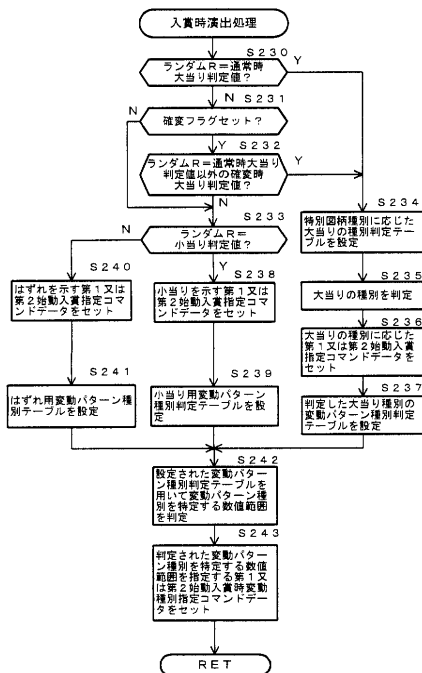 入賞時演出処理
S230
ランダムR=通常時
大当り判定値?
Y
N
S231
N
確変フラグセット?
Y
S232
ランダムR=通常時大当り
判定値以外の確変時
大当り判定値?
Y
N
S233
ランダムR=
小当り判定値?
N
Y
S234
特別図柄種別に応じた
大当りの種別判定テー
ブルを設定
S235
大当りの種別を判定
S236
大当りの種別に応じた
第1又は第2始動入賞
指定コマンドデータを
セット
S237
判定した大当り種別の
変動パターン種別判定
テーブルを設定
S240
はずれを示す第1又は
第2始動入賞指定コマ
ンドデータをセット
S238
小当りを示す第1又は
第2始動入賞指定コマ
ンドデータをセット
S241
はずれ用変動パターン種
別テーブルを設定
S239
小当り用変動パターン
種別判定テーブルを設
定
S242
設定された変動パター
ン種別判定テーブルを
用いて変動パターン種
別を特定する数値範囲
を判定
S243
判定された変動パター
ン種別を特定する数値
範囲を指定する第1又
は第2始動入賞時変動
種別指定コマンドデー
タをセット
RET